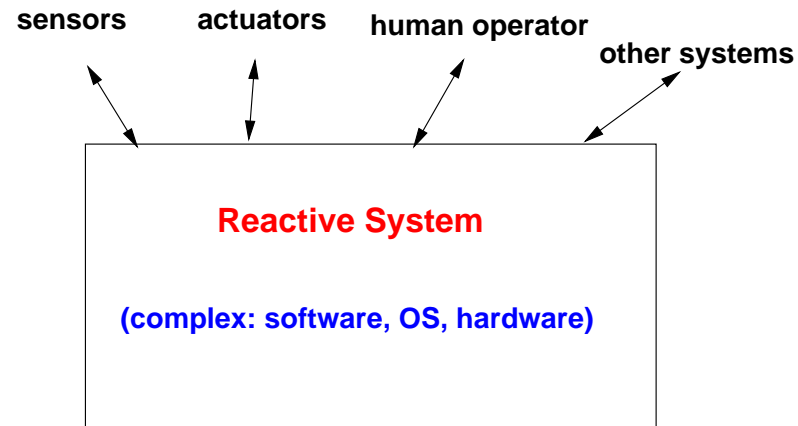 sensors
actuators
human operator
other systems
Reactive System
(complex: software, OS, hardware)